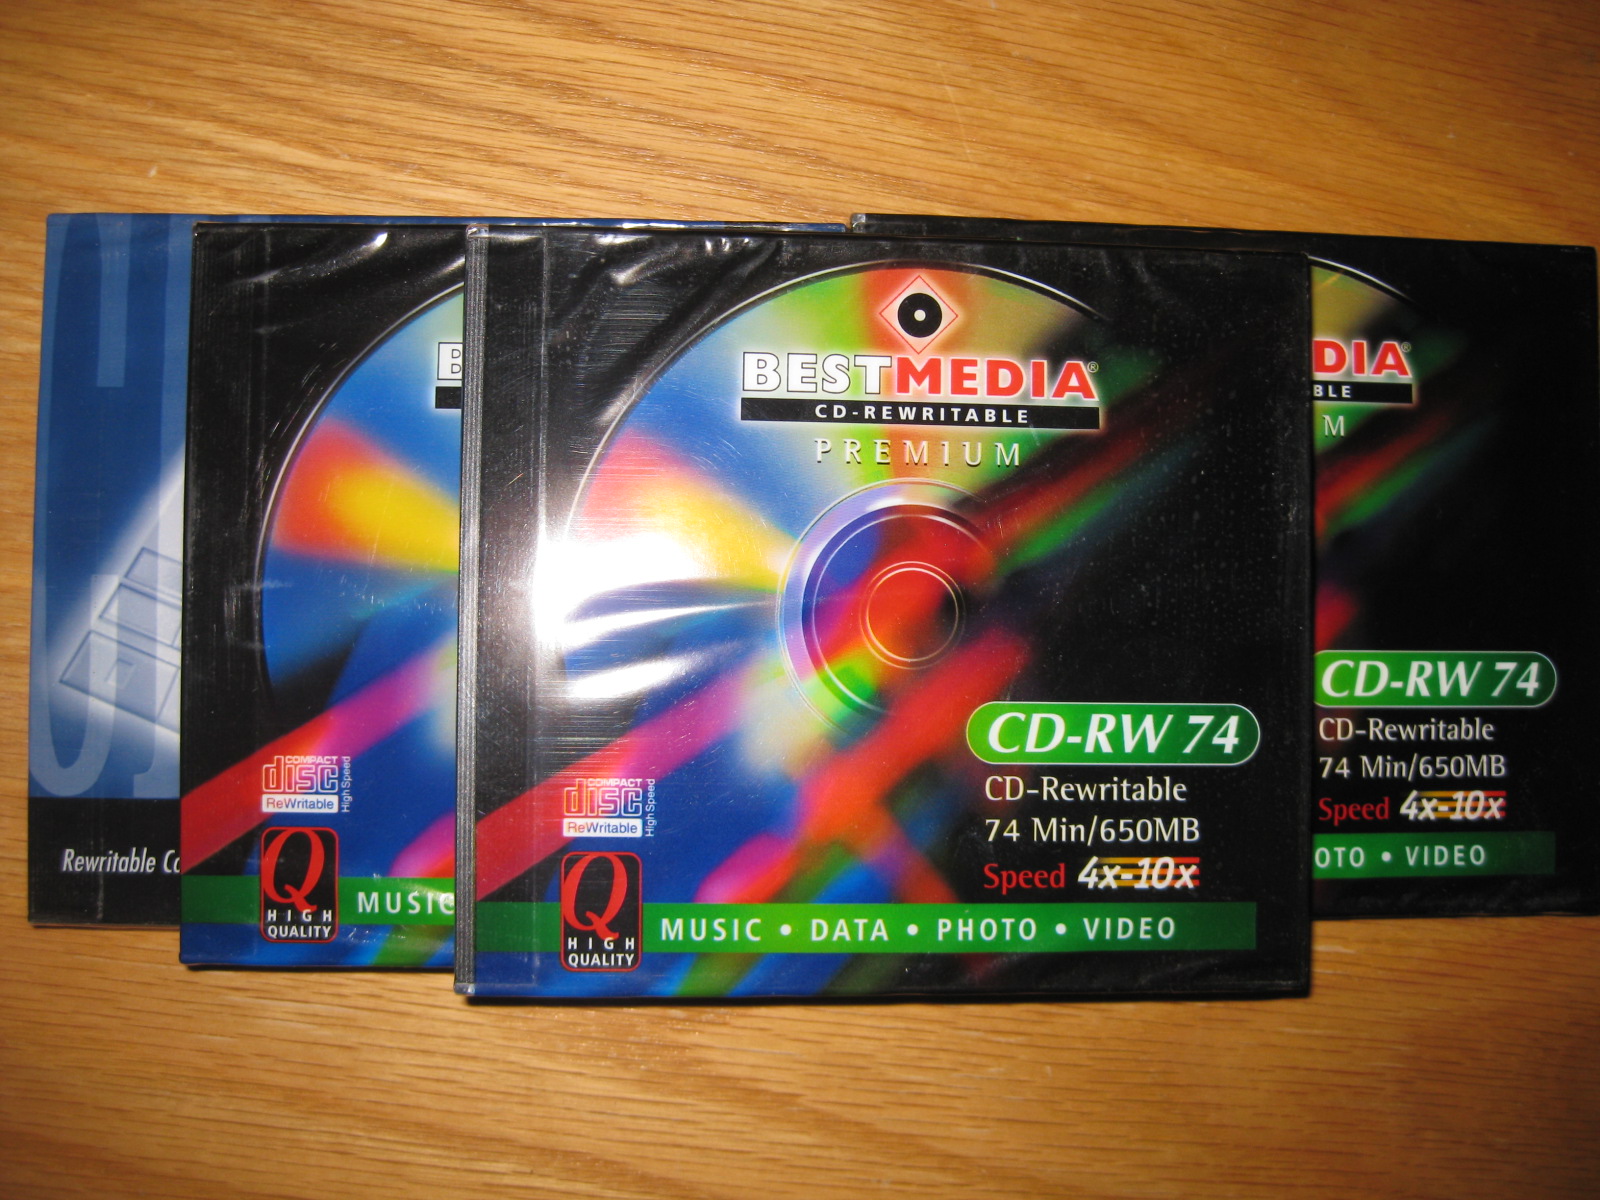 Rewritable
B
COMPACT
disc
ReWritable
High Speed
Q
HIGH
QUALITY
MUSIC
BESTMEDIA®
CD-REWRITABLE
PREMIUM
CD-RW 74
CD-Rewritable
74 Min/650MB
Speed 4x-10x
COMPACT
disc
ReWritable
High Speed
Q
HIGH
QUALITY
MUSIC • DATA • PHOTO • VIDEO
DIA®
BLE
M
CD-RW 74
CD-Rewritable
74 Min/650MB
Speed 4x-10x
OTO • VIDEO